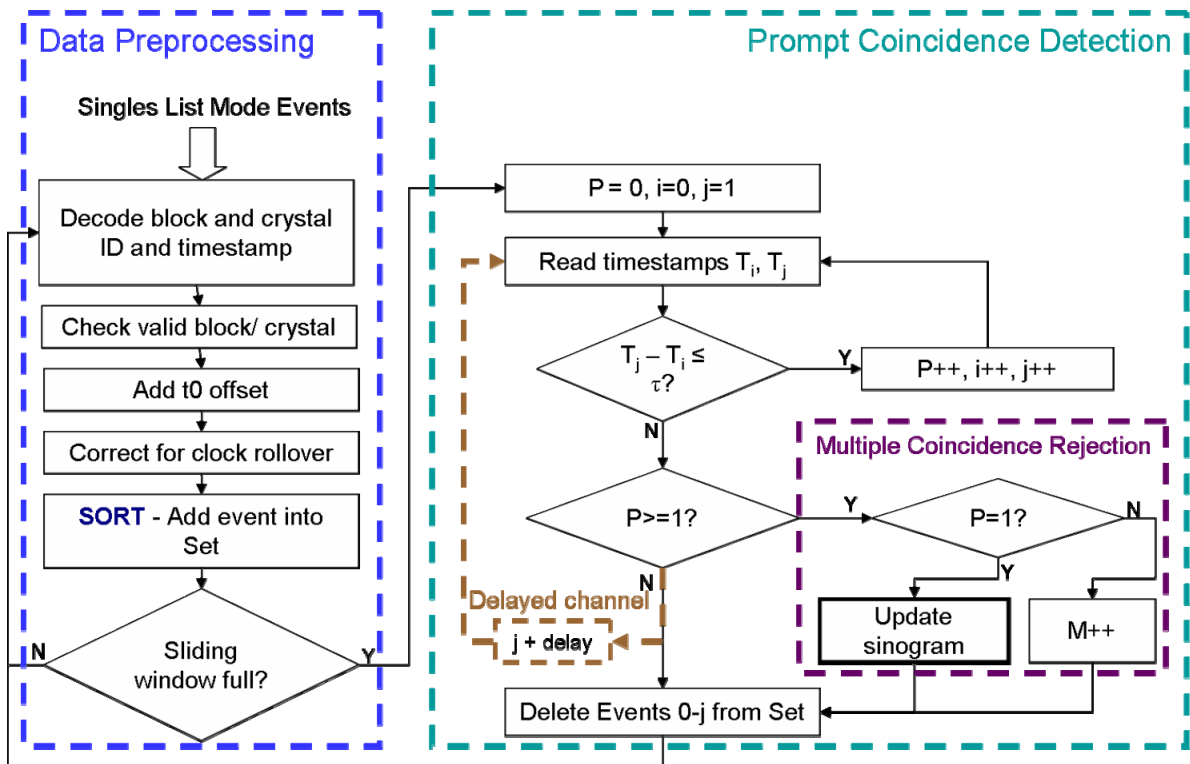 Data Preprocessing
Singles List Mode Events
Decode block and crystal
ID and timestamp
Check valid block/ crystal
Add t0 offset
Correct for clock rollover
SORT - Add event into
Set
Sliding
window full?
N
Y
Prompt Coincidence Detection
P = 0, i=0, j=1
Read timestamps Ti, Tj
Tj – Ti ≤
τ?
Y
P++, i++, j++
N
P>=1?
Y
N
Delayed channel
j + delay
Multiple Coincidence Rejection
P=1?
N
Y
Update
sinogram
M++
Delete Events 0-j from Set